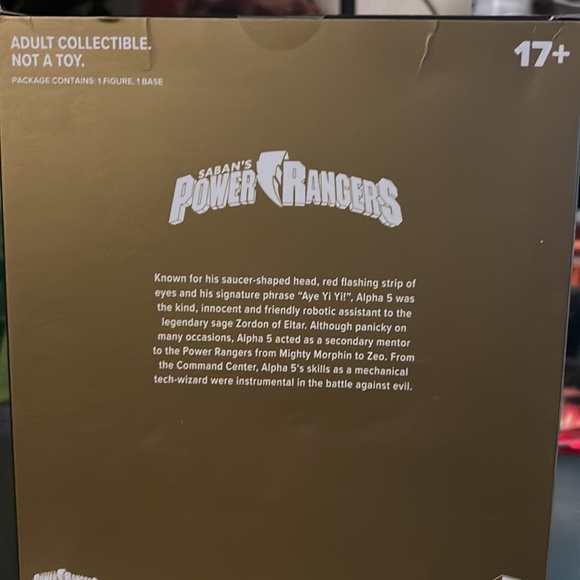 ADULT COLLECTIBLE.
NOT A TOY.
PACKAGE CONTAINS: 1 FIGURE, 1 BASE
17+
SABAN'S
POWER RANGERS
Known for his saucer-shaped head, red flashing strip of
eyes and his signature phrase "Aye Yi Yi!", Alpha 5 was
the kind, innocent and friendly robotic assistant to the
legendary sage Zordon of Eltar. Although panicky on
many occasions, Alpha 5 acted as a secondary mentor
to the Power Rangers from Mighty Morphin to Zeo. From
the Command Center, Alpha 5's skills as a mechanical
tech-wizard were instrumental in the battle against evil.
POWER RANGERS